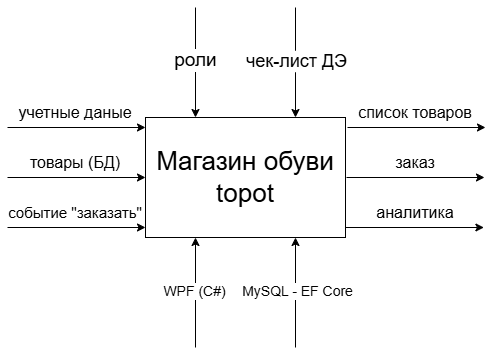 роли
чек-лист ДЭ
учетные даные
список товаров
Магазин обуви
topot
товары (БД)
заказ
событие "заказать"
аналитика
WPF (C#)
MySQL - EF Core